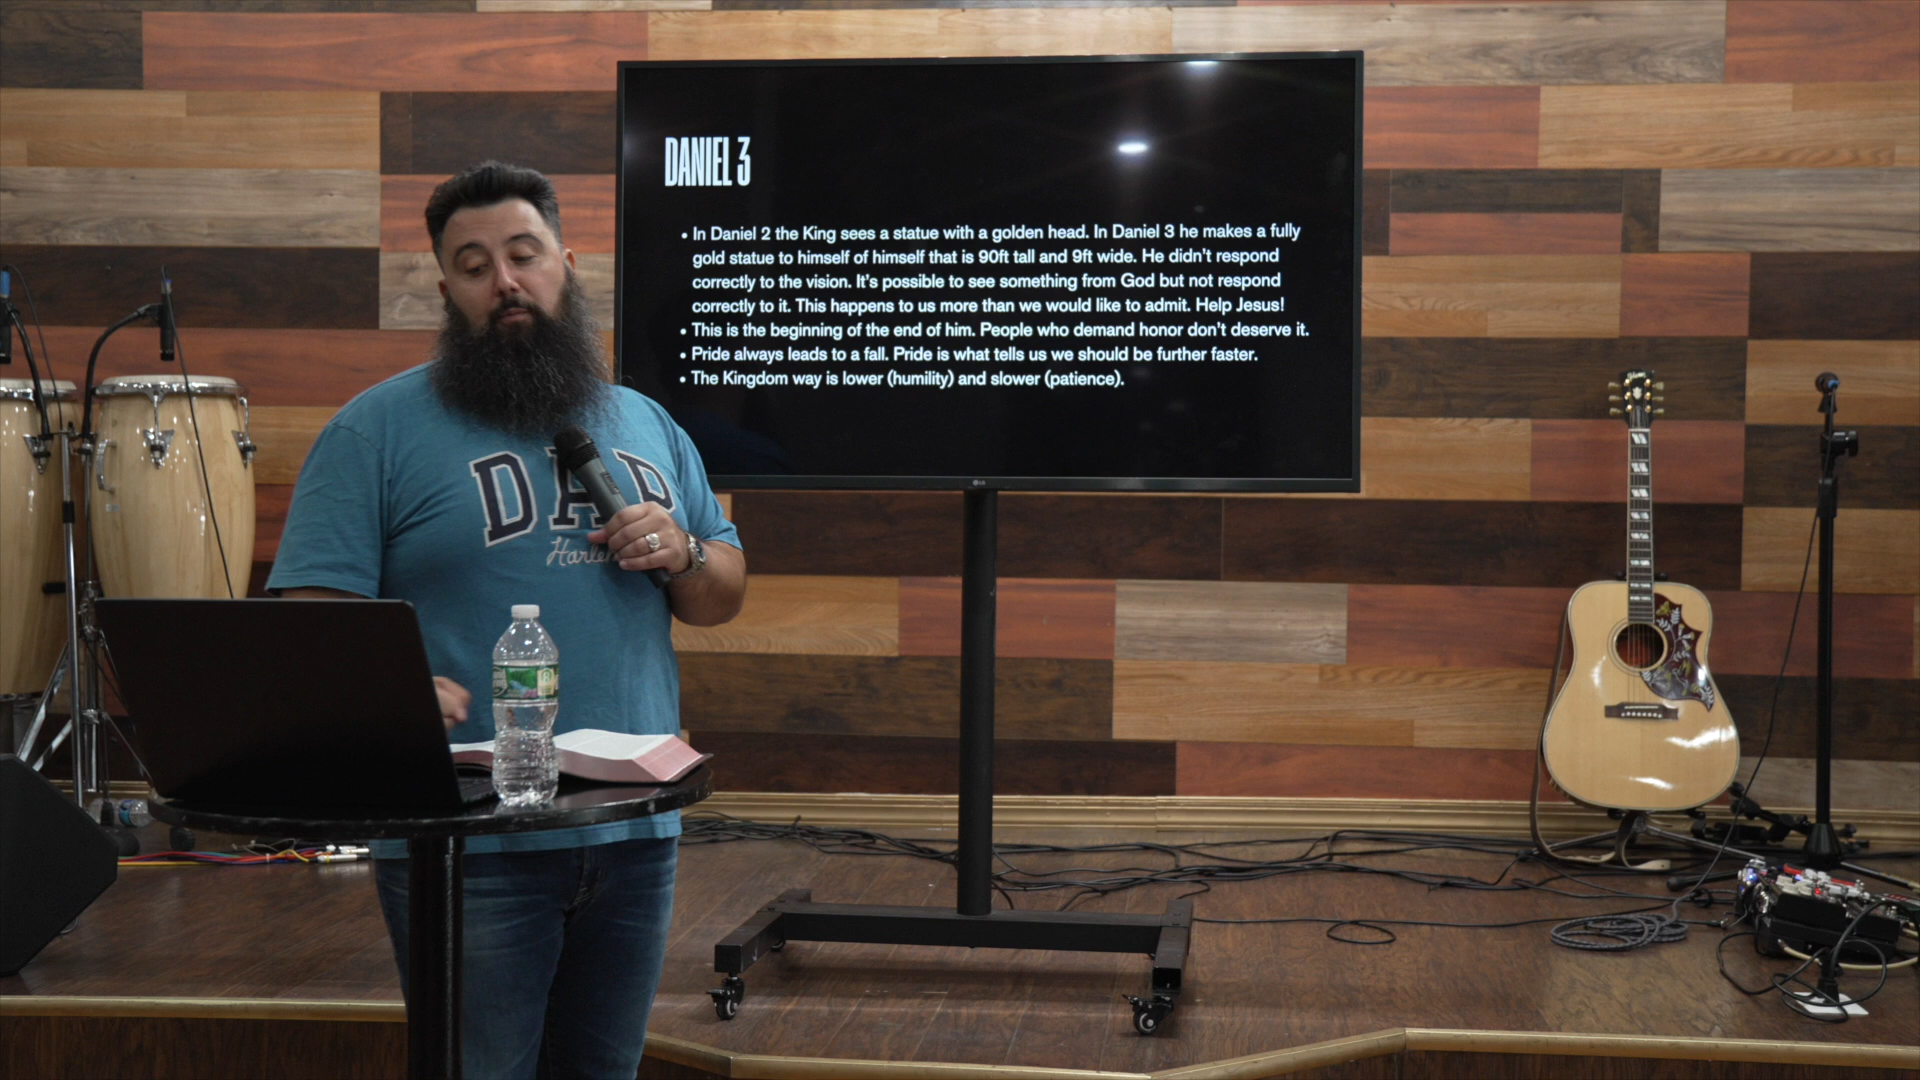 DANIEL 3
• In Daniel 2 the King sees a statue with a golden head. In Daniel 3 he makes a fully
gold statue to himself of himself that is 90ft tall and 9ft wide. He didn't respond
correctly to the vision. It's possible to see something from God but not respond
correctly to it. This happens to us more than we would like to admit. Help Jesus!
• This is the beginning of the end of him. People who demand honor don't deserve it.
• Pride always leads to a fall. Pride is what tells us we should be further faster.
• The Kingdom way is lower (humility) and slower (patience).
LG
DAD